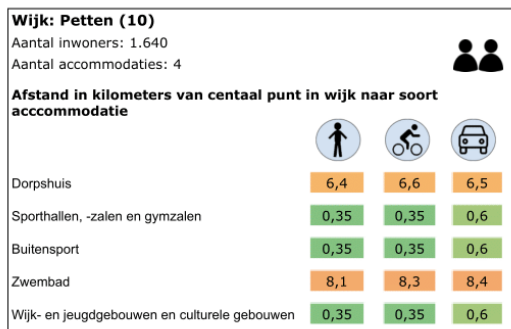 Wijk: Petten (10)
Aantal inwoners: 1.640
Aantal accommodaties: 4
Afstand in kilometers van centaal punt in wijk naar soort
acccommodatie
Dorpshuis 6,4 6,6 6,5
Sporthallen, -zalen en gymzalen 0,35 0,35 0,6
Buitensport 0,35 0,35 0,6
Zwembad 8,1 8,3 8,4
Wijk- en jeugdgebouwen en culturele gebouwen 0,35 0,35 0,6